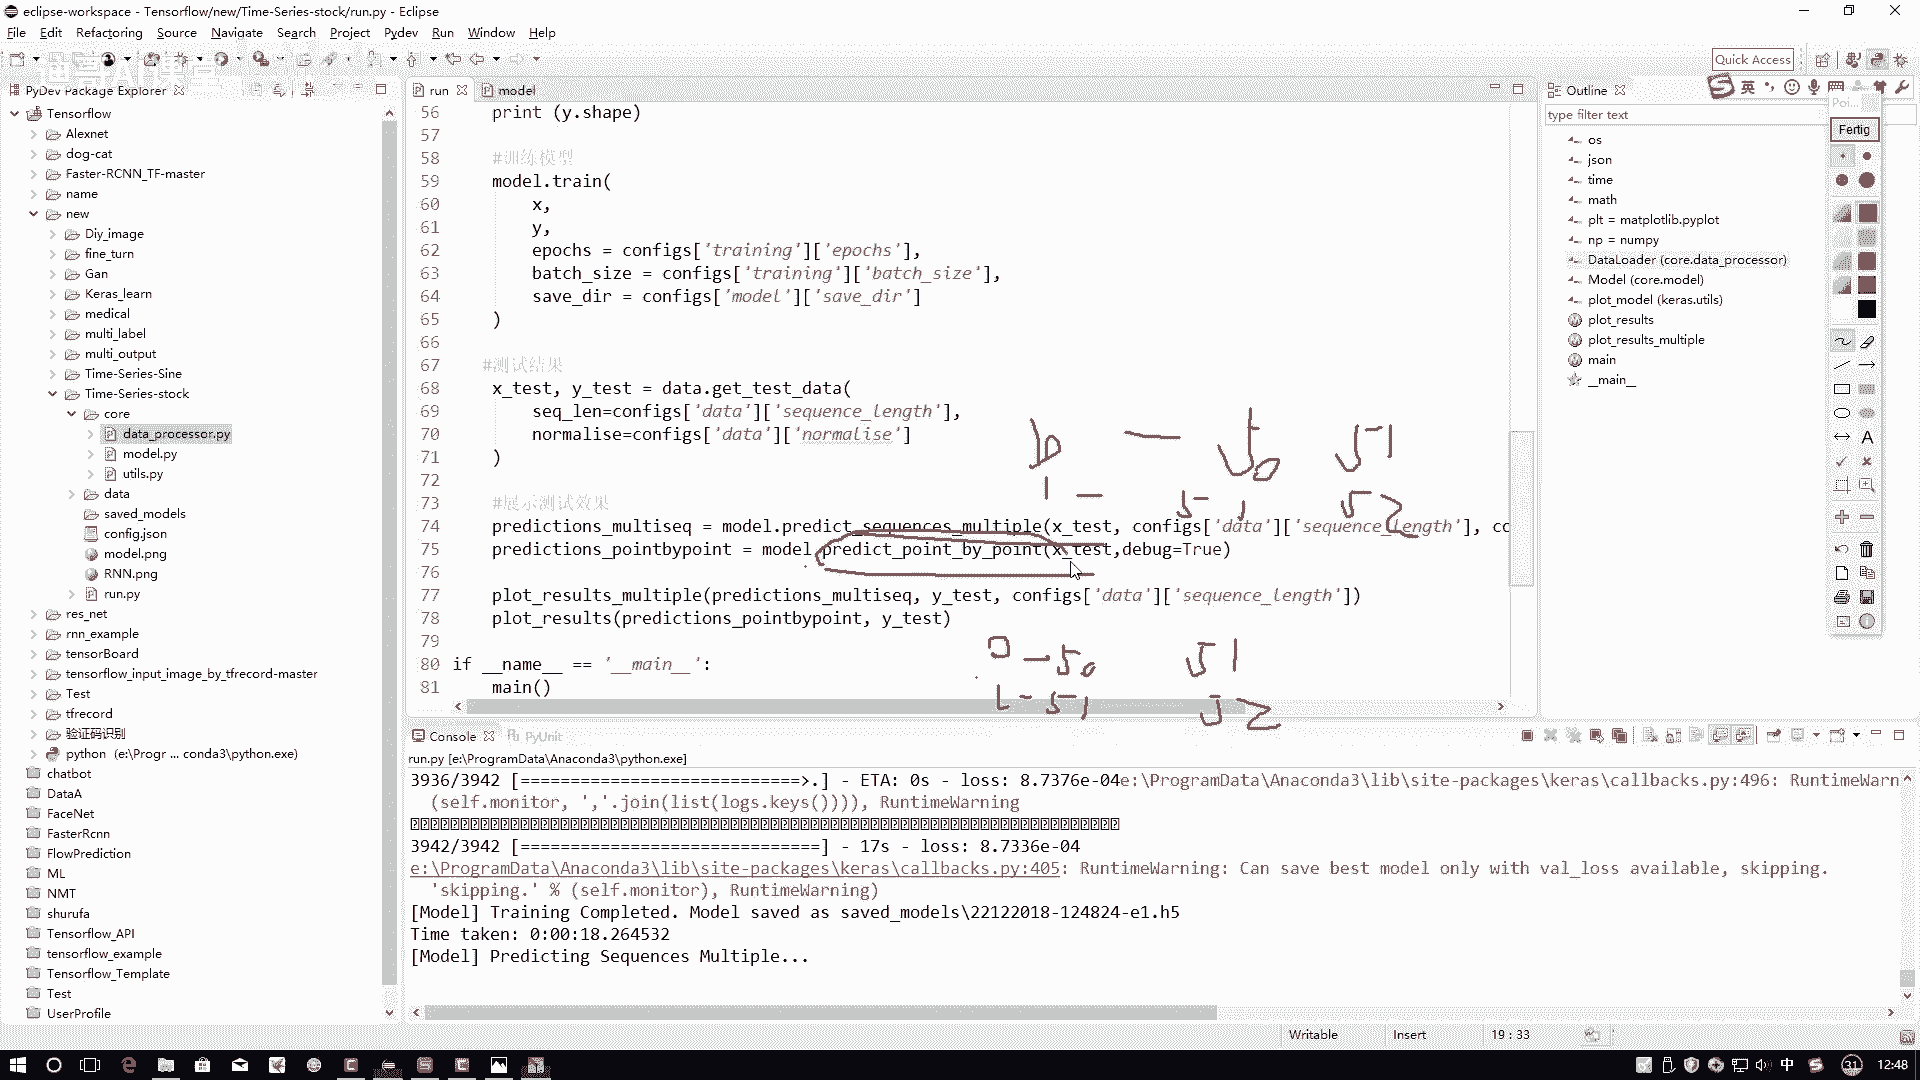 eclipse-workspace - Tensorflow/new/Time-Series-stock/run.py - Eclipse
File Edit Refactoring Source Navigate Search Project Pydev Run Window Help
Quick Access
PyDev Package Explorer
Tensorflow
Alexnet
dog-cat
Faster-RCNN_TF-master
name
new
Diy_image
fine_turn
Gan
Keras_learn
medical
multi_label
multi_output
Time-Series-Sine
Time-Series-stock
core
data_processor.py
model.py
utils.py
data
saved_models
config.json
model.png
RNN.png
run.py
res_net
rnn_example
tensorBoard
tensorflow_input_image_by_tfrecord-master
Test
tfrecord
验证码识别
python (e:\Progr ... conda3\python.exe)
chatbot
DataA
FaceNet
FasterRcnn
FlowPrediction
ML
NMT
shurufa
Tensorflow_API
tensorflow_example
Tensorflow_Template
Test
UserProfile
run model
56 print (y.shape)
57
58 #训练模型
59 model.train(
60 x,
61 y,
62 epochs = configs['training']['epochs'],
63 batch_size = configs['training']['batch_size'],
64 save_dir = configs['model']['save_dir']
65 )
66
67 #测试结果
68 x_test, y_test = data.get_test_data(
69 seq_len=configs['data']['sequence_length'],
70 normalise=configs['data']['normalise']
71 )
72
73 #展示测试效果
74 predictions_multiseq = model.predict_sequences_multiple(x_test, configs['data']['sequence_length'], co
75 predictions_pointbypoint = model.predict_point_by_point(x_test,debug=True)
76
77 plot_results_multiple(predictions_multiseq, y_test, configs['data']['sequence_length'])
78 plot_results(predictions_pointbypoint, y_test)
79
80 if __name__ == '__main__':
81 main()
51
1 - 51 52
0 - 50 51
1 - 51 52
Outline
英
type filter text
os
json
time
math
plt = matplotlib.pyplot
np = numpy
DataLoader (core.data_processor)
Model (core.model)
plot_model (keras.utils)
plot_results
plot_results_multiple
main
__main__
Poi...
Fertig
A
Console PyUnit
run.py [e:\ProgramData\Anaconda3\python.exe]
3936/3942 [============================>.] - ETA: 0s - loss: 8.7376e-04e:\ProgramData\Anaconda3\lib\site-packages\keras\callbacks.py:496: RuntimeWarn
(self.monitor, ','.join(list(logs.keys()))), RuntimeWarning
3942/3942 [==============================] - 17s - loss: 8.7336e-04
e:\ProgramData\Anaconda3\lib\site-packages\keras\callbacks.py:405: RuntimeWarning: Can save best model only with val_loss available, skipping.
'skipping.' % (self.monitor), RuntimeWarning)
[Model] Training Completed. Model saved as saved_models\22122018-124824-e1.h5
Time taken: 0:00:18.264532
[Model] Predicting Sequences Multiple...
Writable Insert 19 : 33
中 31 12:48